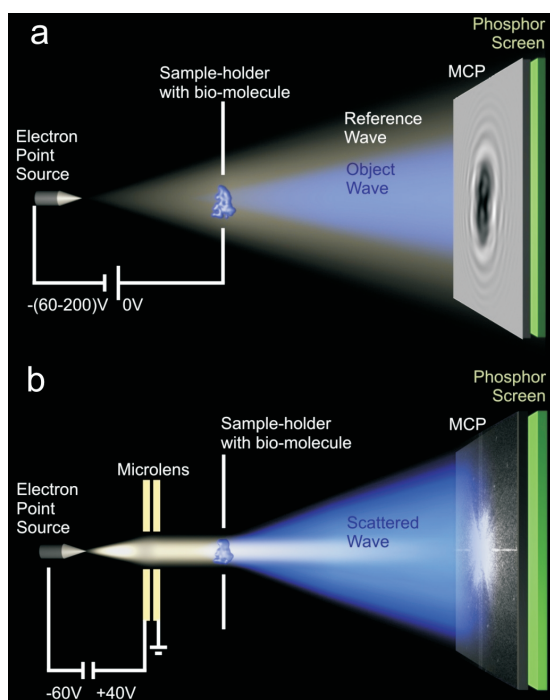 a
Phosphor
Screen
MCP
Sample-holder
with bio-molecule
Reference
Wave
Object
Wave
Electron
Point
Source
-(60-200)V
0V
b
Phosphor
Screen
MCP
Sample-holder
with bio-molecule
Microlens
Electron
Point
Source
Scattered
Wave
-60V
+40V